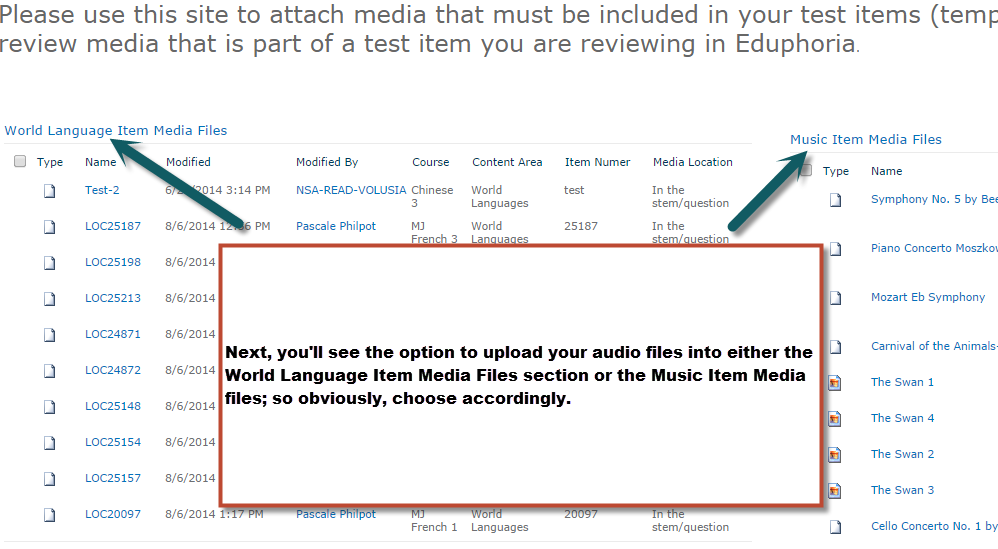 Please use this site to attach media that must be included in your test items (temp
review media that is part of a test item you are reviewing in Eduphoria.
World Language Item Media Files
Type Name Modified Modified By Course Content Area Item Numer Media Location
Test-2 2014 3:14 PM NSA-READ-VOLUSIA Chinese 3 World Languages test In the stem/question
LOC25187 8/6/2014 PM Pascale Philpot MJ French 3 World Languages 25187 In the stem/question
LOC25198 8/6/2014
LOC25213 8/6/2014
LOC24871 8/6/2014
LOC24872 8/6/2014
LOC25148 8/6/2014
LOC25154 8/6/2014
LOC25157 8/6/2014
LOC20097 8/6/2014 1:17 PM Pascale Philpot MJ French 1 World Languages 20097 In the stem/question
Next, you'll see the option to upload your audio files into either the
World Language Item Media Files section or the Music Item Media
files; so obviously, choose accordingly.
Music Item Media Files
Type Name
Symphony No. 5 by Bee
Piano Concerto Moszkow
Mozart Eb Symphony
Carnival of the Animals-
The Swan 1
The Swan 4
The Swan 2
The Swan 3
Cello Concerto No. 1 by